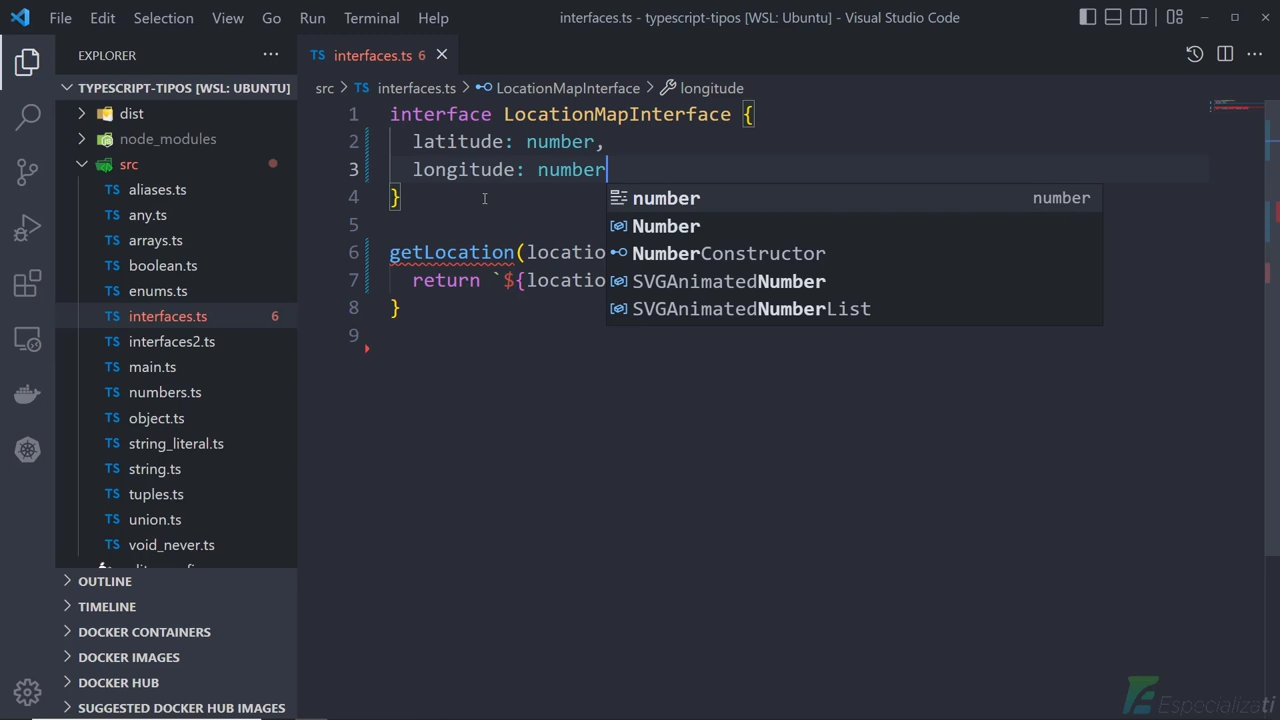 File Edit Selection View Go Run Terminal Help
interfaces.ts - typescript-tipos [WSL: Ubuntu] - Visual Studio Code
EXPLORER
TYPESCRIPT-TIPOS [WSL: UBUNTU]
dist
node_modules
src
TS aliases.ts
TS any.ts
TS arrays.ts
TS boolean.ts
TS enums.ts
TS interfaces.ts 6
TS interfaces2.ts
TS main.ts
TS numbers.ts
TS object.ts
TS string_literal.ts
TS string.ts
TS tuples.ts
TS union.ts
TS void_never.ts
OUTLINE
TIMELINE
DOCKER CONTAINERS
DOCKER IMAGES
DOCKER HUB
SUGGESTED DOCKER HUB IMAGES
TS interfaces.ts 6
src > TS interfaces.ts > LocationMapInterface > longitude
1 interface LocationMapInterface {
2 latitude: number,
3 longitude: number
4 }
5
6 getLocation(locatio
7 return `${locatio
8 }
9
number number
Number
NumberConstructor
SVGAnimatedNumber
SVGAnimatedNumberList
Especializati